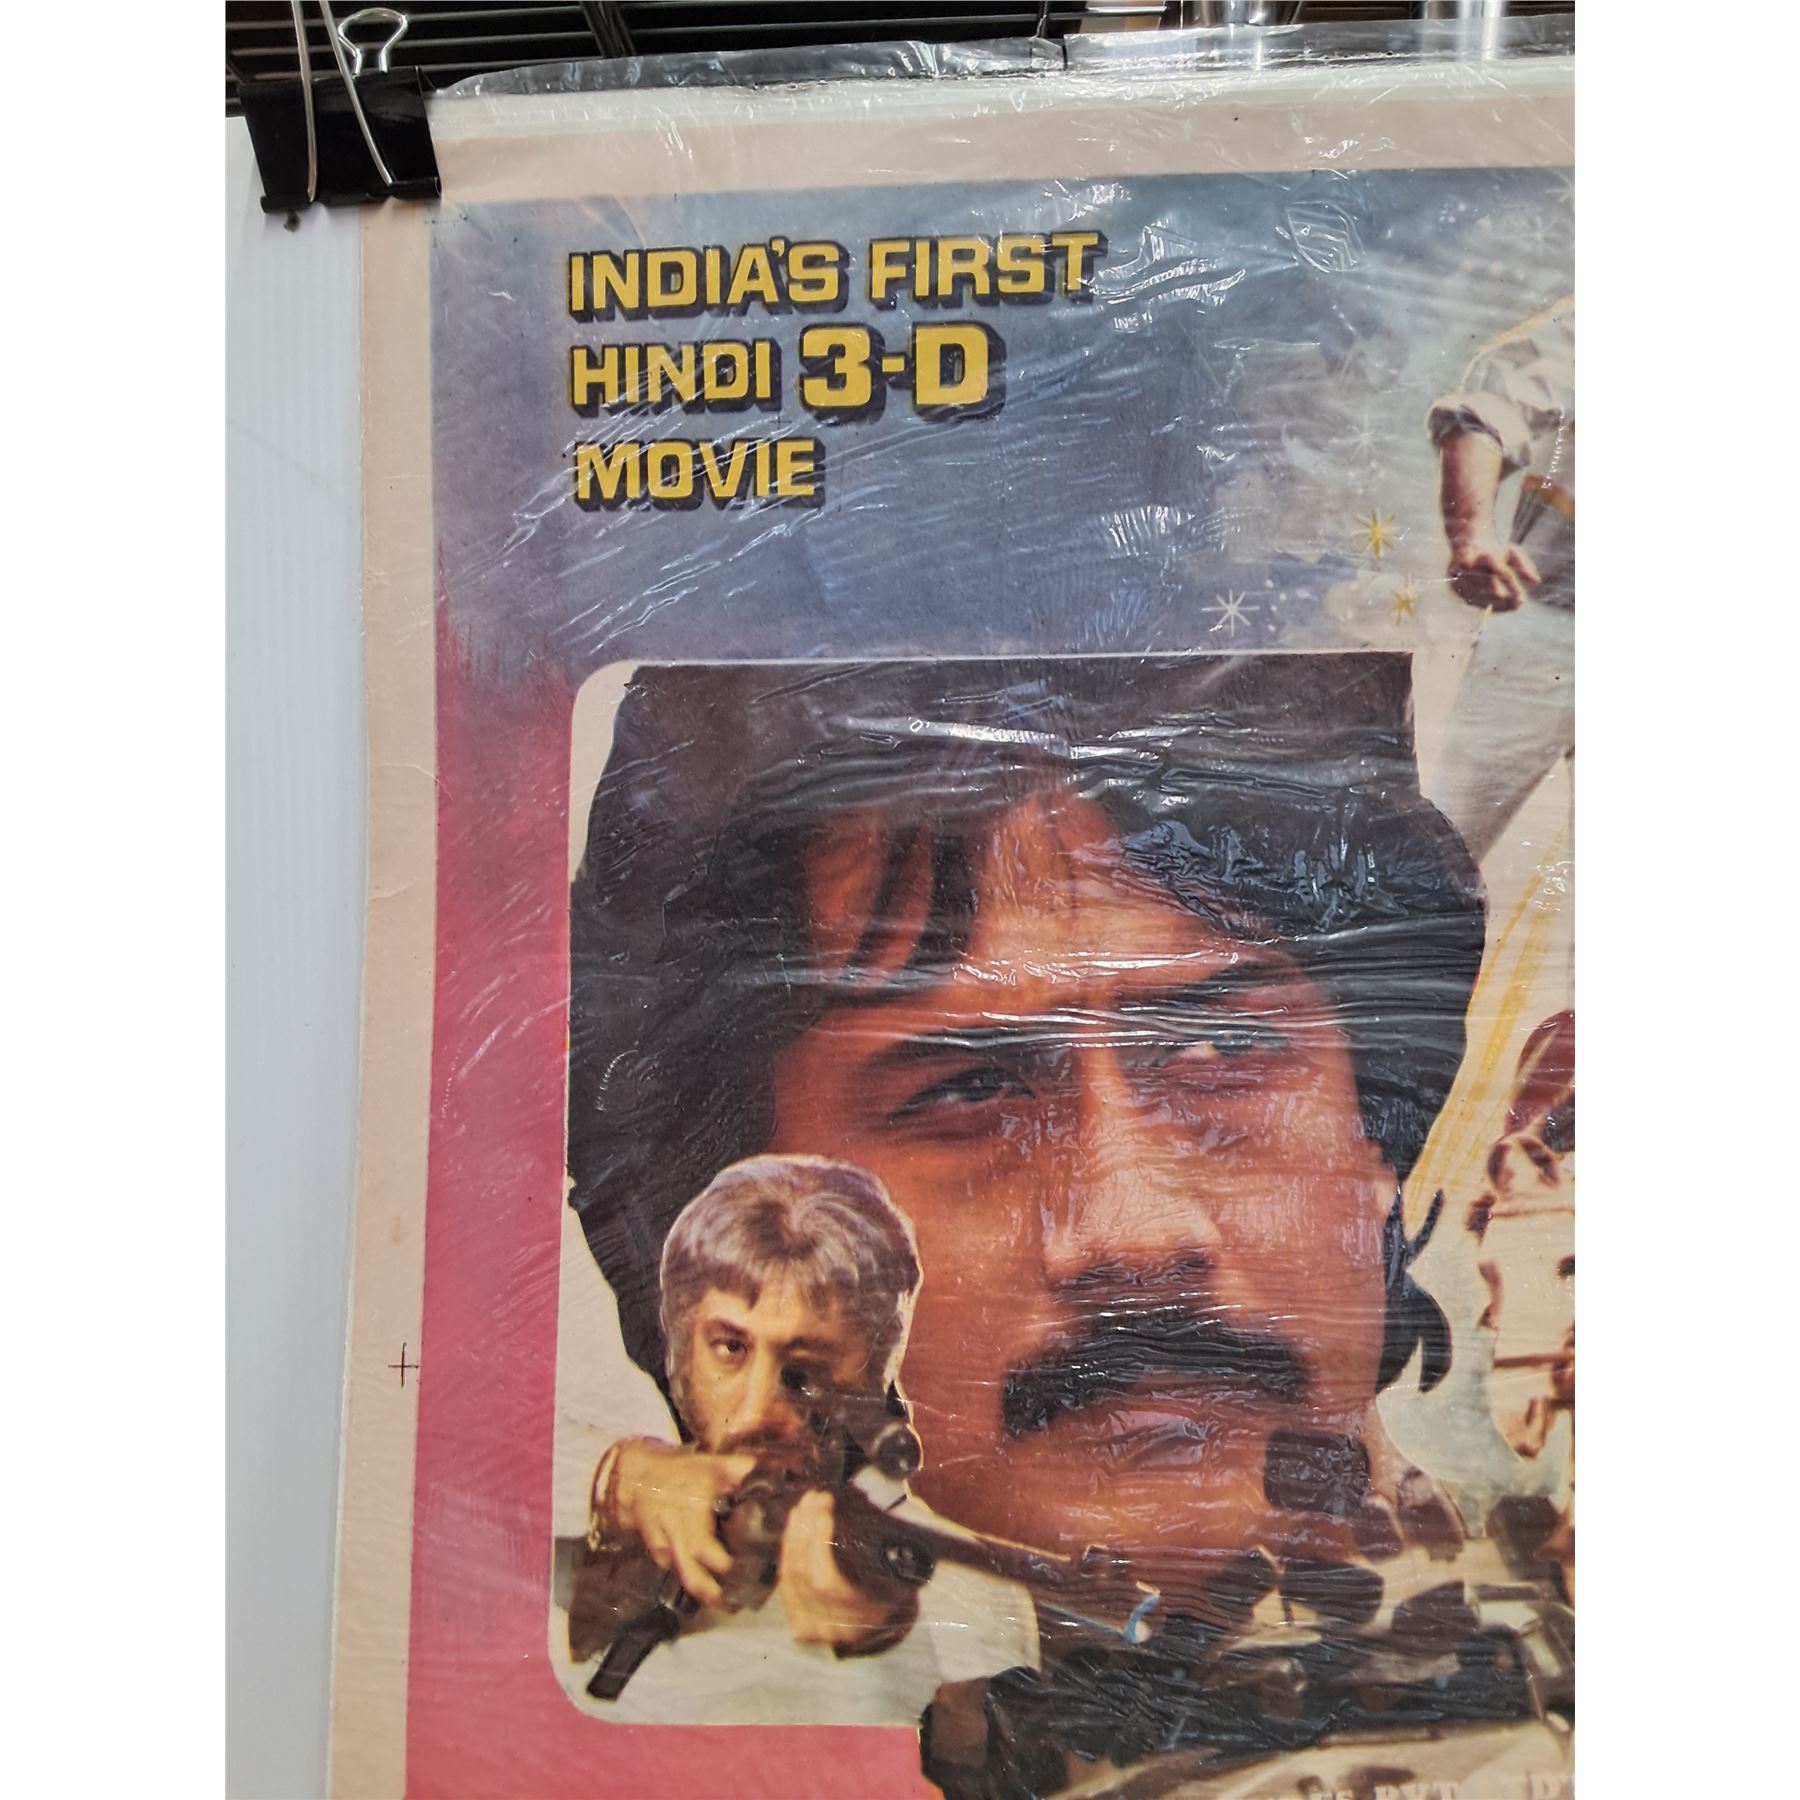 INDIA'S FIRST
HINDI 3-D
MOVIE